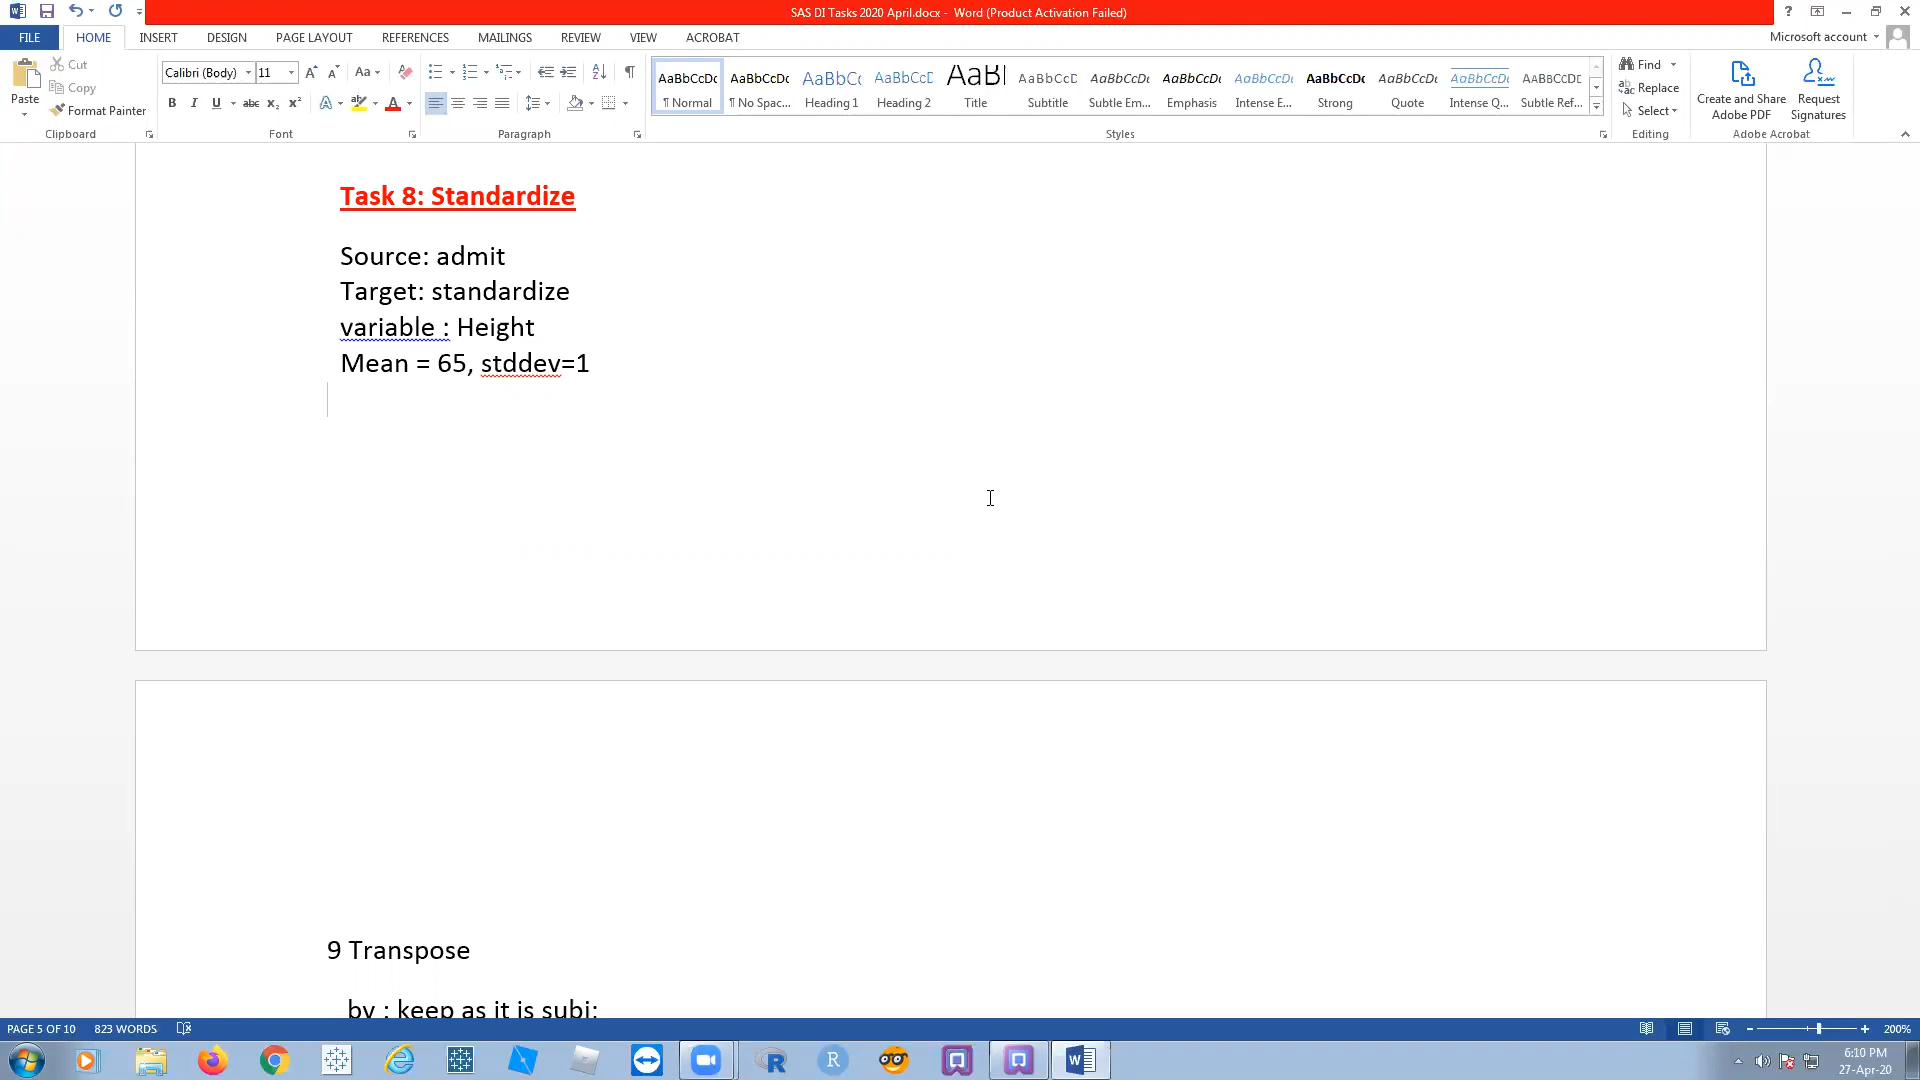 SAS DI Tasks 2020 April.docx - Word (Product Activation Failed)
FILE HOME INSERT DESIGN PAGE LAYOUT REFERENCES MAILINGS REVIEW VIEW ACROBAT Microsoft account
Paste Cut Copy Format Painter
Calibri (Body) 11
AaBbCcDc AaBbCcDc AaBbCc AaBbCcD AaBl AaBbCcD AaBbCcDc AaBbCcDc AaBbCcDc AaBbCcDc AaBbCcDc AaBbCcDc AABBCCDC
¶ Normal ¶ No Spac... Heading 1 Heading 2 Title Subtitle Subtle Em... Emphasis Intense E... Strong Quote Intense Q... Subtle Ref...
Find Replace Select
Create and Share Adobe PDF Request Signatures
Clipboard Font Paragraph Styles Editing Adobe Acrobat
Task 8: Standardize
Source: admit
Target: standardize
variable : Height
Mean = 65, stddev=1
9 Transpose
by : keep as it is subj:
PAGE 5 OF 10 823 WORDS 200%
6:10 PM
27-Apr-20